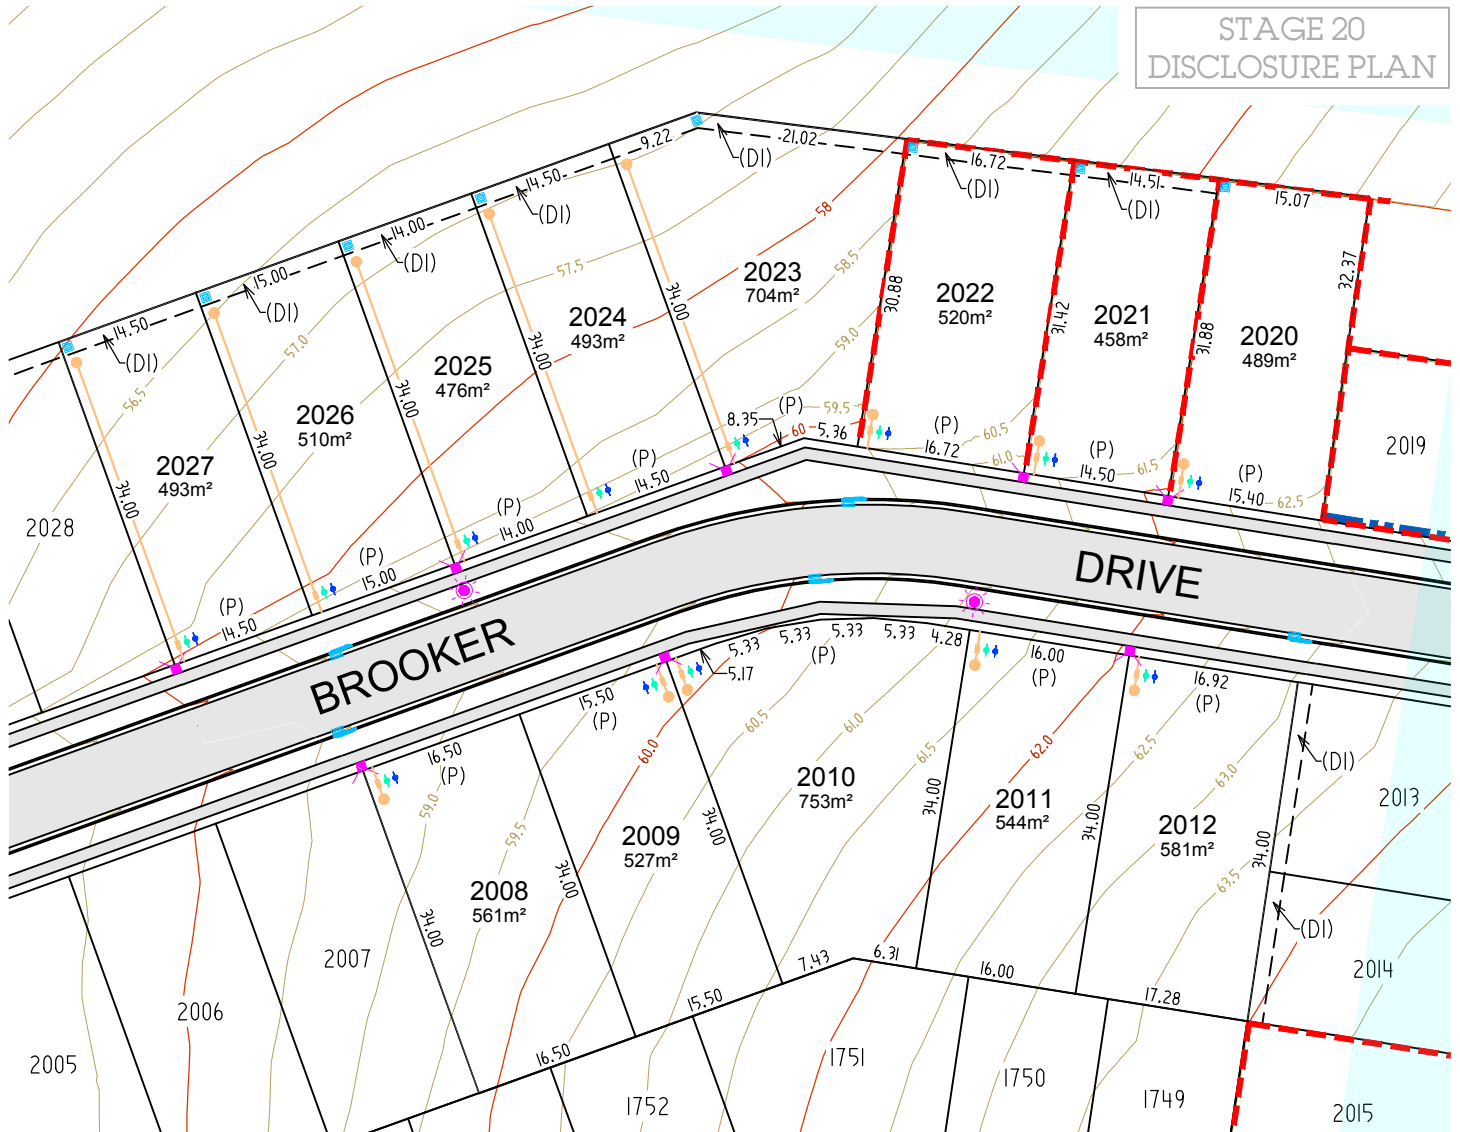 STAGE 20
DISCLOSURE PLAN
9.22
21.02
(DI)
16.72
(DI)
14.51
(DI)
15.07
14.50
(DI)
14.00
(DI)
15.00
(DI)
14.50
(DI)
58
58.5
57.5
57.0
56.5
59.0
59.5
60
60.5
61.0
61.5
62.5
2023
704m²
2022
520m²
2021
458m²
2020
489m²
2024
493m²
2025
476m²
2026
510m²
2027
493m²
2028
2019
34.00
34.00
34.00
34.00
34.00
30.88
31.42
31.88
32.37
8.35
(P)
5.36
(P)
16.72
(P)
14.50
(P)
15.40
(P)
14.50
(P)
14.00
(P)
15.00
(P)
14.50
BROOKER
DRIVE
16.50
(P)
15.50
(P)
5.17
5.33
5.33
5.33
5.33
(P)
4.28
16.00
(P)
16.92
(P)
59.0
59.5
60.0
60.5
61.0
61.5
62.0
62.5
63.0
63.5
2008
561m²
2009
527m²
2010
753m²
2011
544m²
2012
581m²
34.00
34.00
34.00
34.00
34.00
34.00
(DI)
(DI)
2013
2014
2015
2007
2006
2005
16.50
15.50
7.43
6.31
16.00
17.28
1752
1751
1750
1749